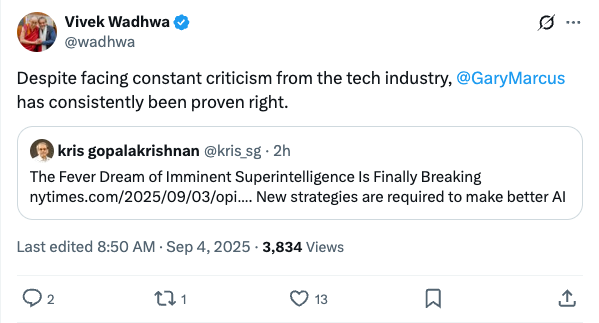 Vivek Wadhwa
@wadhwa
Despite facing constant criticism from the tech industry, @GaryMarcus
has consistently been proven right.
kris gopalakrishnan @kris_sg · 2h
The Fever Dream of Imminent Superintelligence Is Finally Breaking
nytimes.com/2025/09/03/opi.... New strategies are required to make better AI
Last edited 8:50 AM · Sep 4, 2025 · 3,834 Views
2 1 13